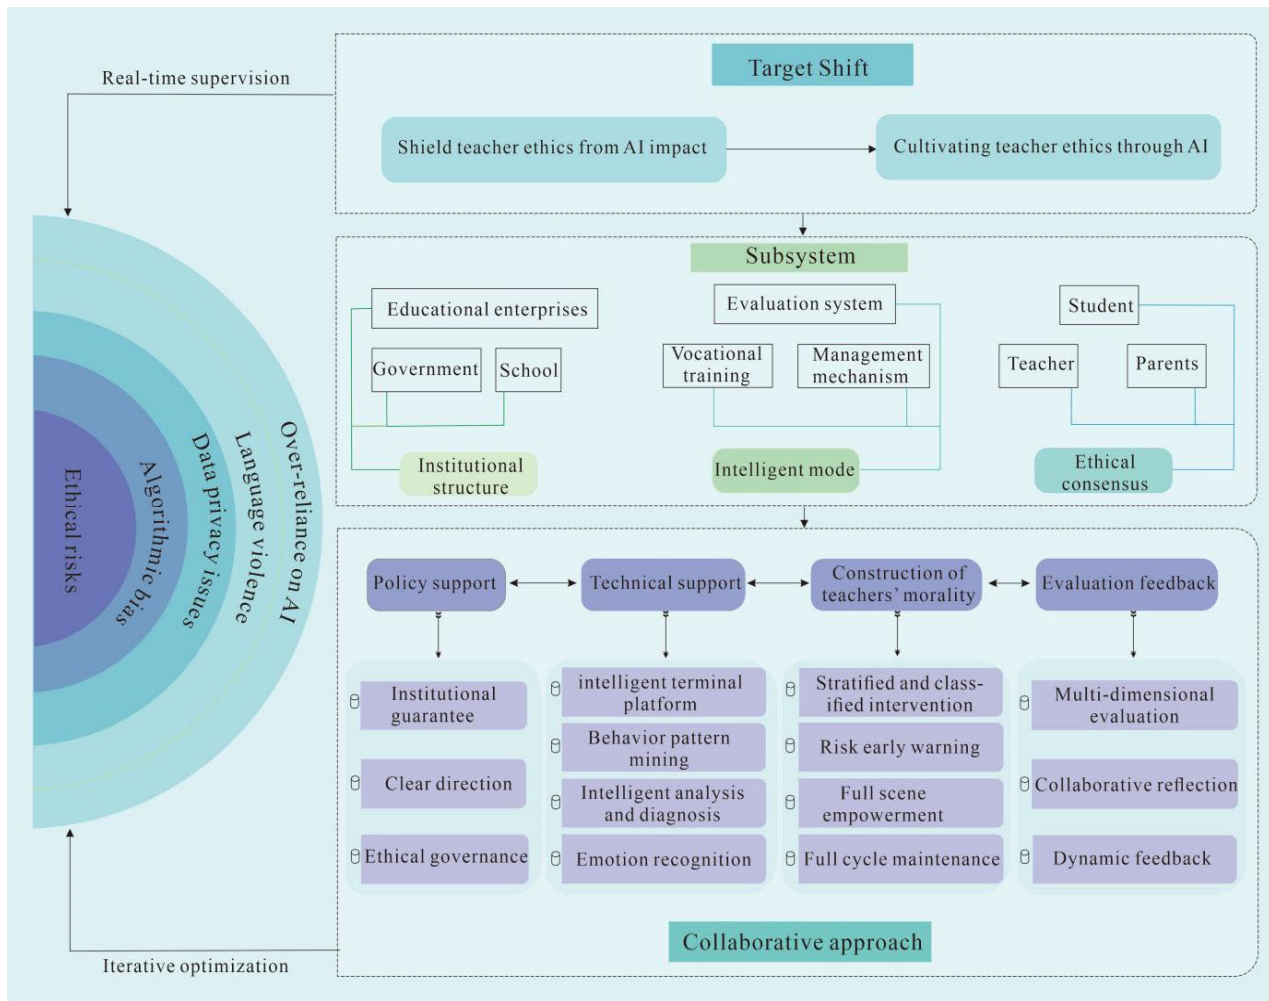 Real-time supervision
Target Shift
Shield teacher ethics from AI impact
Cultivating teacher ethics through AI
Subsystem
Educational enterprises
Government
School
Institutional
structure
Evaluation system
Vocational
training
Management
mechanism
Intelligent mode
Student
Teacher
Parents
Ethical
consensus
Ethical risks
Algorithmic bias
Data privacy issues
Language violence
Over-reliance on AI
Policy support
Technical support
Construction of
teachers' morality
Evaluation feedback
Institutional
guarantee
Clear direction
Ethical governance
intelligent terminal
platform
Behavior pattern
mining
Intelligent analysis
and diagnosis
Emotion recognition
Stratified and class-
ified intervention
Risk early warning
Full scene
empowerment
Full cycle maintenance
Multi-dimensional
evaluation
Collaborative reflection
Dynamic feedback
Collaborative approach
Iterative optimization